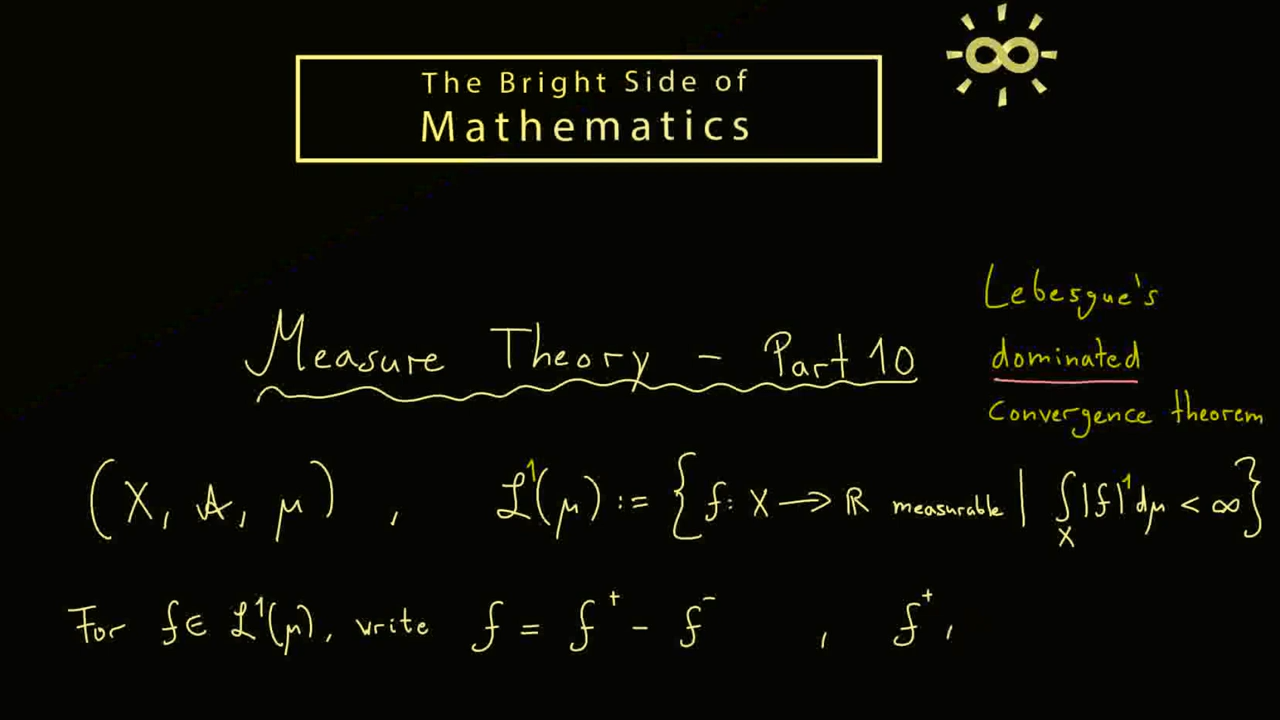 The Bright Side of
Mathematics
Lebesgue's
dominated
convergence theorem
Measure Theory – Part 10
(X, 𝔸, μ) , ℒ¹(μ) := { f: X → ℝ measurable | ∫_X |f|¹ dμ < ∞ }
For f ∈ ℒ¹(μ), write f = f⁺ − f⁻ , f⁺ ,